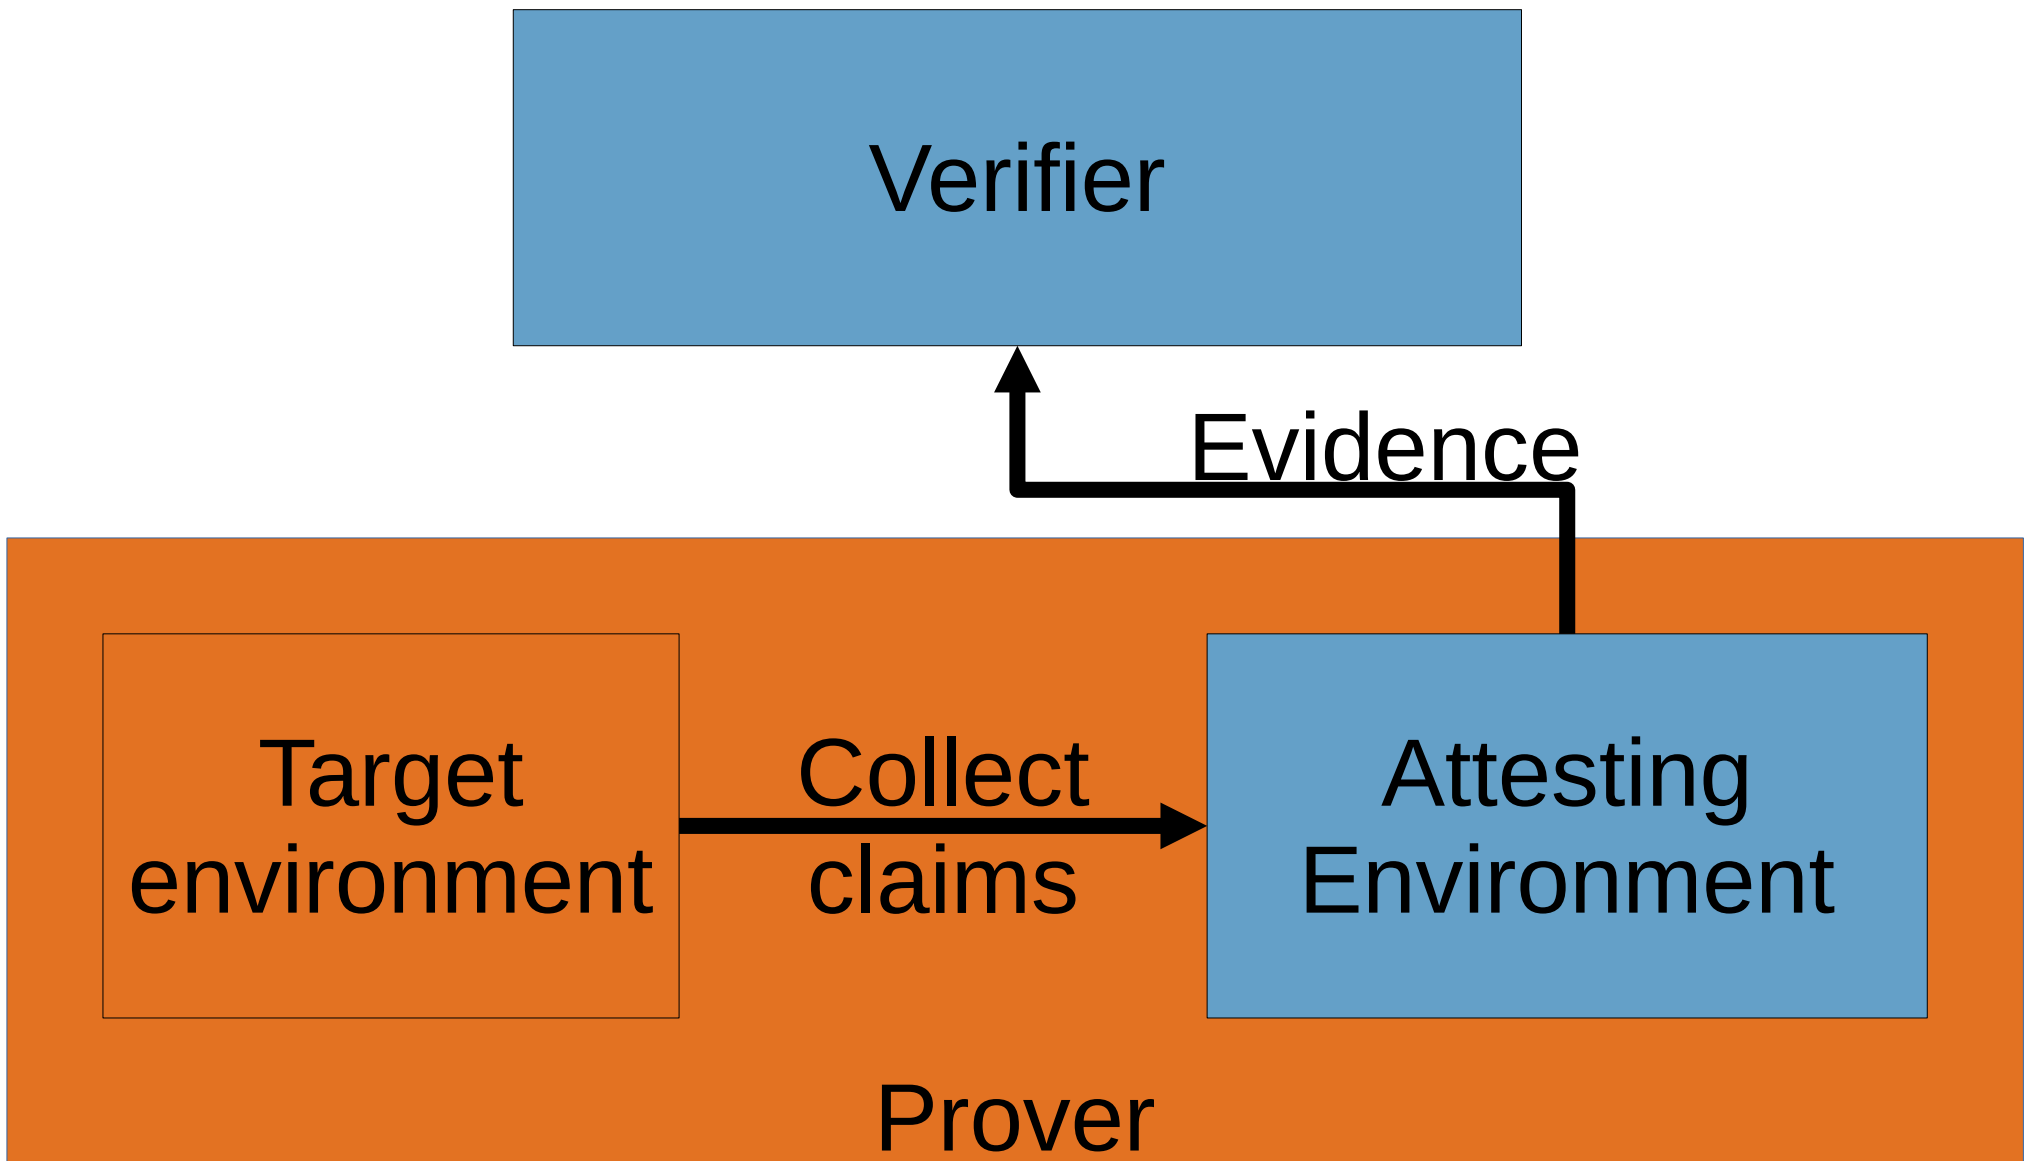 Verifier
Evidence
Target
environment
Collect
claims
Attesting
Environment
Prover